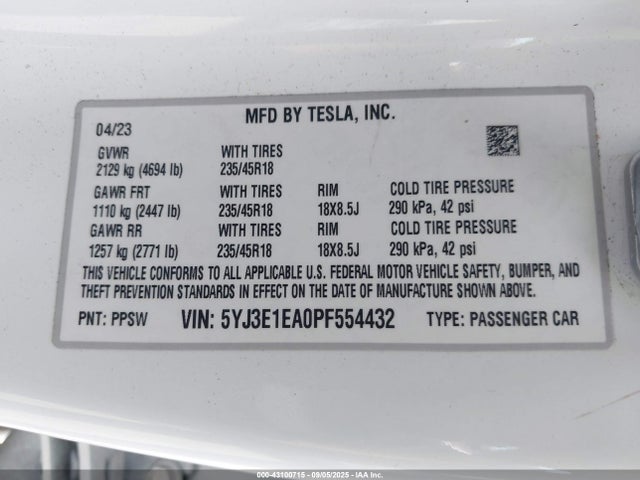 MFD BY TESLA, INC.
04/23
GVWR WITH TIRES
2129 kg (4694 lb) 235/45R18
GAWR FRT WITH TIRES RIM COLD TIRE PRESSURE
1110 kg (2447 lb) 235/45R18 18X8.5J 290 kPa, 42 psi
GAWR RR WITH TIRES RIM COLD TIRE PRESSURE
1257 kg (2771 lb) 235/45R18 18X8.5J 290 kPa, 42 psi
THIS VEHICLE CONFORMS TO ALL APPLICABLE U.S. FEDERAL MOTOR VEHICLE SAFETY, BUMPER, AND
THEFT PREVENTION STANDARDS IN EFFECT ON THE DATE OF MANUFACTURE SHOWN ABOVE.
PNT: PPSW VIN: 5YJ3E1EA0PF554432 TYPE: PASSENGER CAR
000-43100715 - 09/05/2025 - IAA Inc.